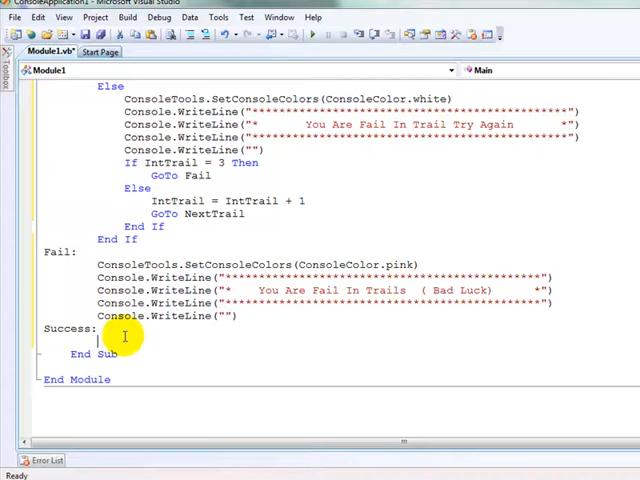 ConsoleApplication1 - Microsoft Visual Studio
File Edit View Project Build Debug Data Tools Test Window Help
Module1.vb* Start Page
Toolbox
Module1 Main
Else
ConsoleTools.SetConsoleColors(ConsoleColor.white)
Console.WriteLine("*****************************************")
Console.WriteLine("*       You Are Fail In Trail Try Again       *")
Console.WriteLine("*****************************************")
Console.WriteLine("")
If IntTrail = 3 Then
GoTo Fail
Else
IntTrail = IntTrail + 1
GoTo NextTrail
End If
End If
Fail:
ConsoleTools.SetConsoleColors(ConsoleColor.pink)
Console.WriteLine("*****************************************")
Console.WriteLine("*    You Are Fail In Trails  ( Bad Luck)      *")
Console.WriteLine("*****************************************")
Console.WriteLine("")
Success:
End Sub
End Module
Error List
Ready